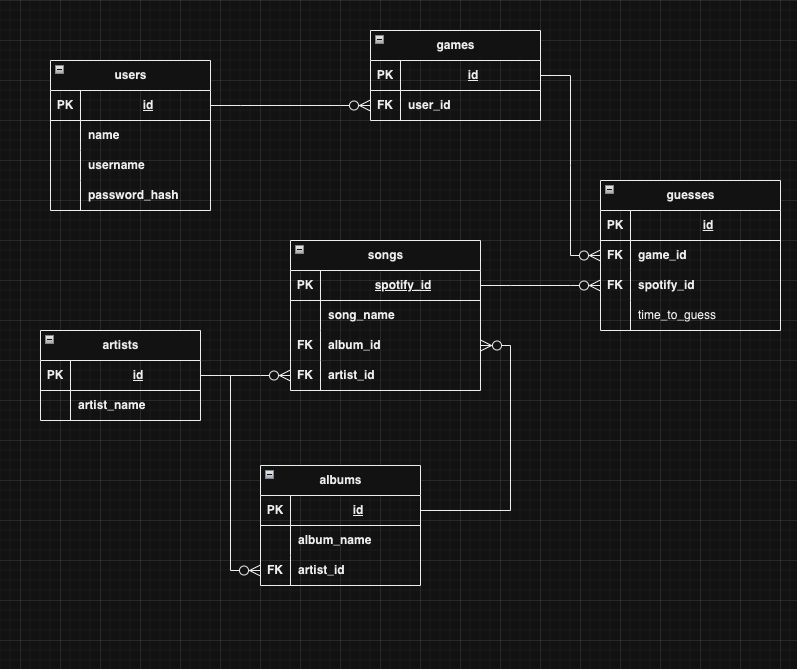 users
PK id
name
username
password_hash
games
PK id
FK user_id
guesses
PK id
FK game_id
FK spotify_id
time_to_guess
songs
PK spotify_id
song_name
FK album_id
FK artist_id
artists
PK id
artist_name
albums
PK id
album_name
FK artist_id